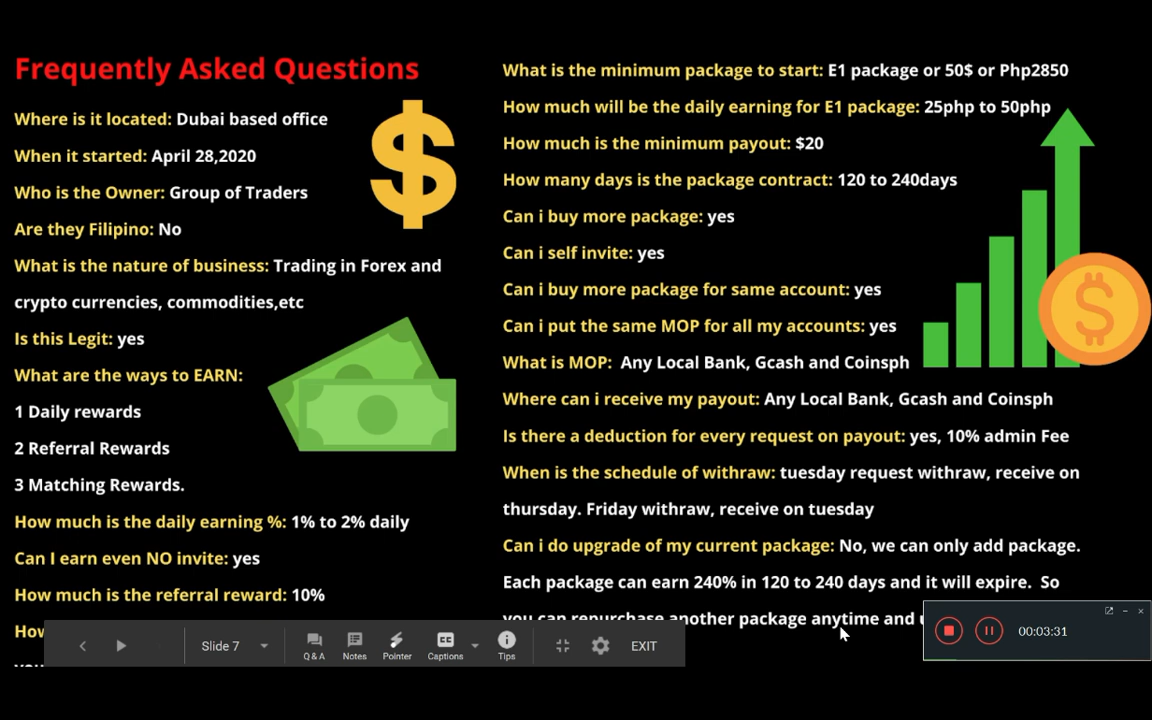 Frequently Asked Questions
Where is it located: Dubai based office
When it started: April 28,2020
Who is the Owner: Group of Traders
Are they Filipino: No
What is the nature of business: Trading in Forex and
crypto currencies, commodities,etc
Is this Legit: yes
What are the ways to EARN:
1 Daily rewards
2 Referral Rewards
3 Matching Rewards.
How much is the daily earning %: 1% to 2% daily
Can I earn even NO invite: yes
How much is the referral reward: 10%
What is the minimum package to start: E1 package or 50$ or Php2850
How much will be the daily earning for E1 package: 25php to 50php
How much is the minimum payout: $20
How many days is the package contract: 120 to 240days
Can i buy more package: yes
Can i self invite: yes
Can i buy more package for same account: yes
Can i put the same MOP for all my accounts: yes
What is MOP: Any Local Bank, Gcash and Coinsph
Where can i receive my payout: Any Local Bank, Gcash and Coinsph
Is there a deduction for every request on payout: yes, 10% admin Fee
When is the schedule of withraw: tuesday request withraw, receive on
thursday. Friday withraw, receive on tuesday
Can i do upgrade of my current package: No, we can only add package.
Each package can earn 240% in 120 to 240 days and it will expire. So
you can repurchase another package anytime and
Slide 7
Q & A
Notes
Pointer
CC
Captions
Tips
EXIT
00:03:31